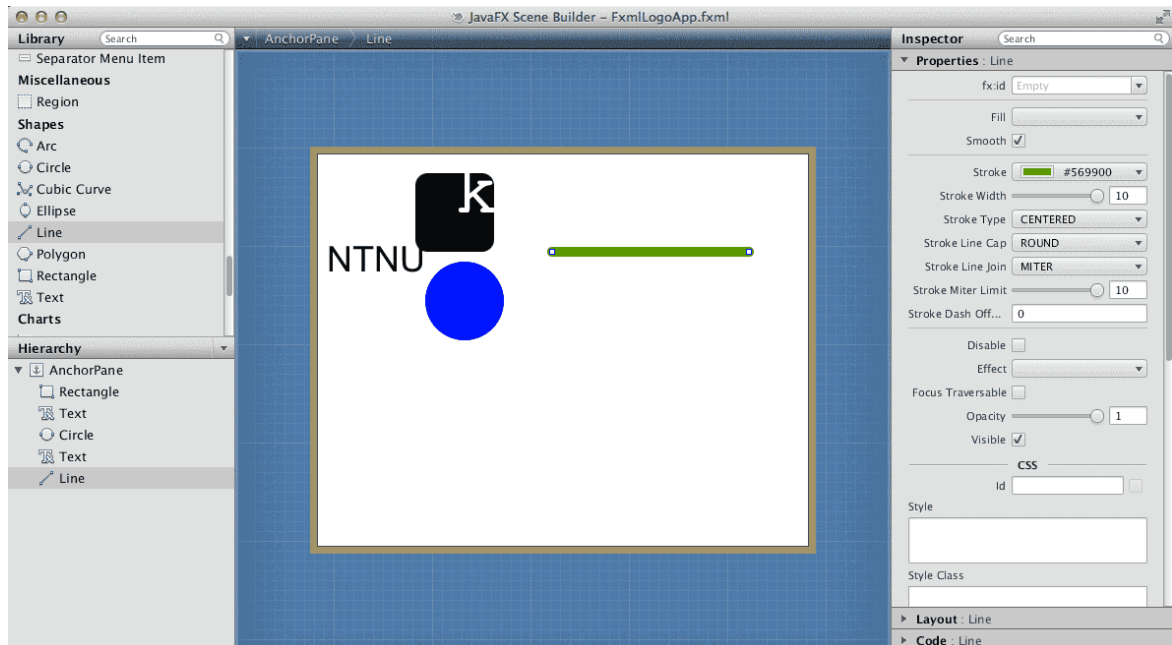 JavaFX Scene Builder – FxmlLogoApp.fxml
Library
Search
Separator Menu Item
Miscellaneous
Region
Shapes
Arc
Circle
Cubic Curve
Ellipse
Line
Polygon
Rectangle
Text
Charts
Hierarchy
AnchorPane
Rectangle
Text
Circle
Text
Line
AnchorPane Line
k
NTNU
Inspector
Search
Properties : Line
fx:id Empty
Fill
Smooth
Stroke #569900
Stroke Width 10
Stroke Type CENTERED
Stroke Line Cap ROUND
Stroke Line Join MITER
Stroke Miter Limit 10
Stroke Dash Off... 0
Disable
Effect
Focus Traversable
Opacity 1
Visible
CSS
Id
Style
Style Class
Layout : Line
Code : Line